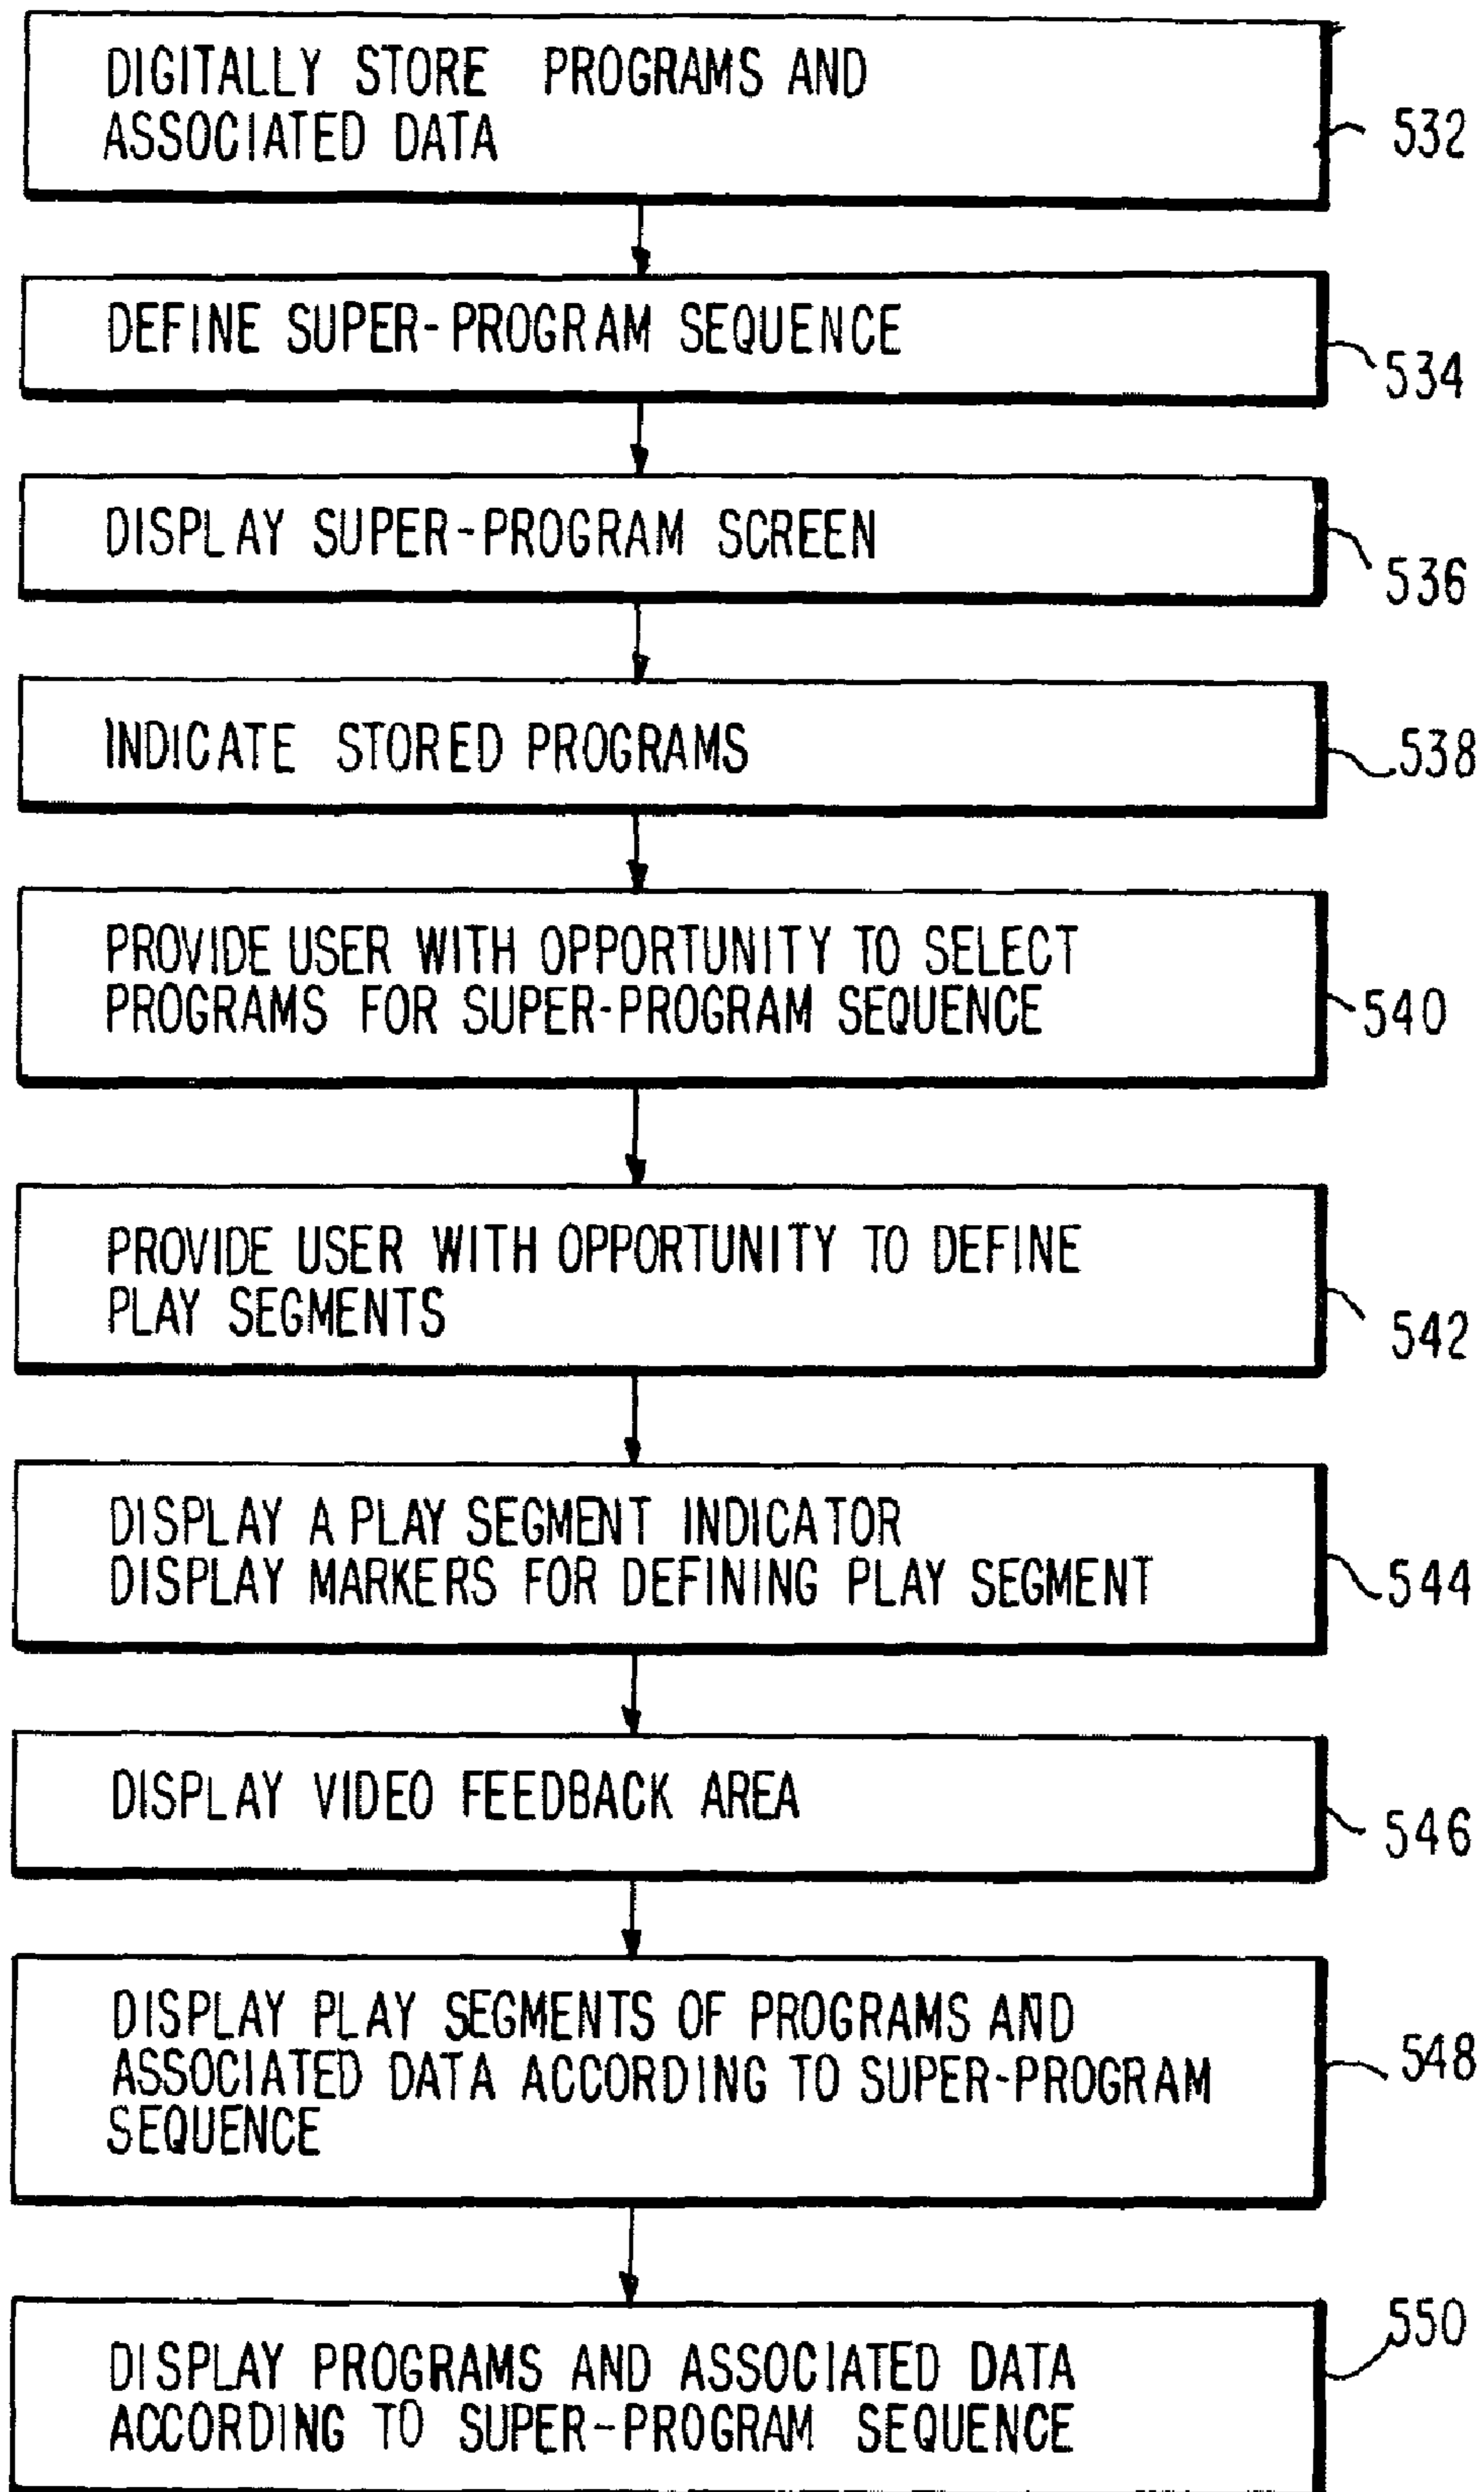 DIGITALLY STORE PROGRAMS AND
ASSOCIATED DATA
532
DEFINE SUPER-PROGRAM SEQUENCE
534
DISPLAY SUPER-PROGRAM SCREEN
536
INDICATE STORED PROGRAMS
538
PROVIDE USER WITH OPPORTUNITY TO SELECT
PROGRAMS FOR SUPER-PROGRAM SEQUENCE
540
PROVIDE USER WITH OPPORTUNITY TO DEFINE
PLAY SEGMENTS
542
DISPLAY A PLAY SEGMENT INDICATOR
DISPLAY MARKERS FOR DEFINING PLAY SEGMENT
544
DISPLAY VIDEO FEEDBACK AREA
546
DISPLAY PLAY SEGMENTS OF PROGRAMS AND
ASSOCIATED DATA ACCORDING TO SUPER-PROGRAM
SEQUENCE
548
DISPLAY PROGRAMS AND ASSOCIATED DATA
ACCORDING TO SUPER-PROGRAM SEQUENCE
550